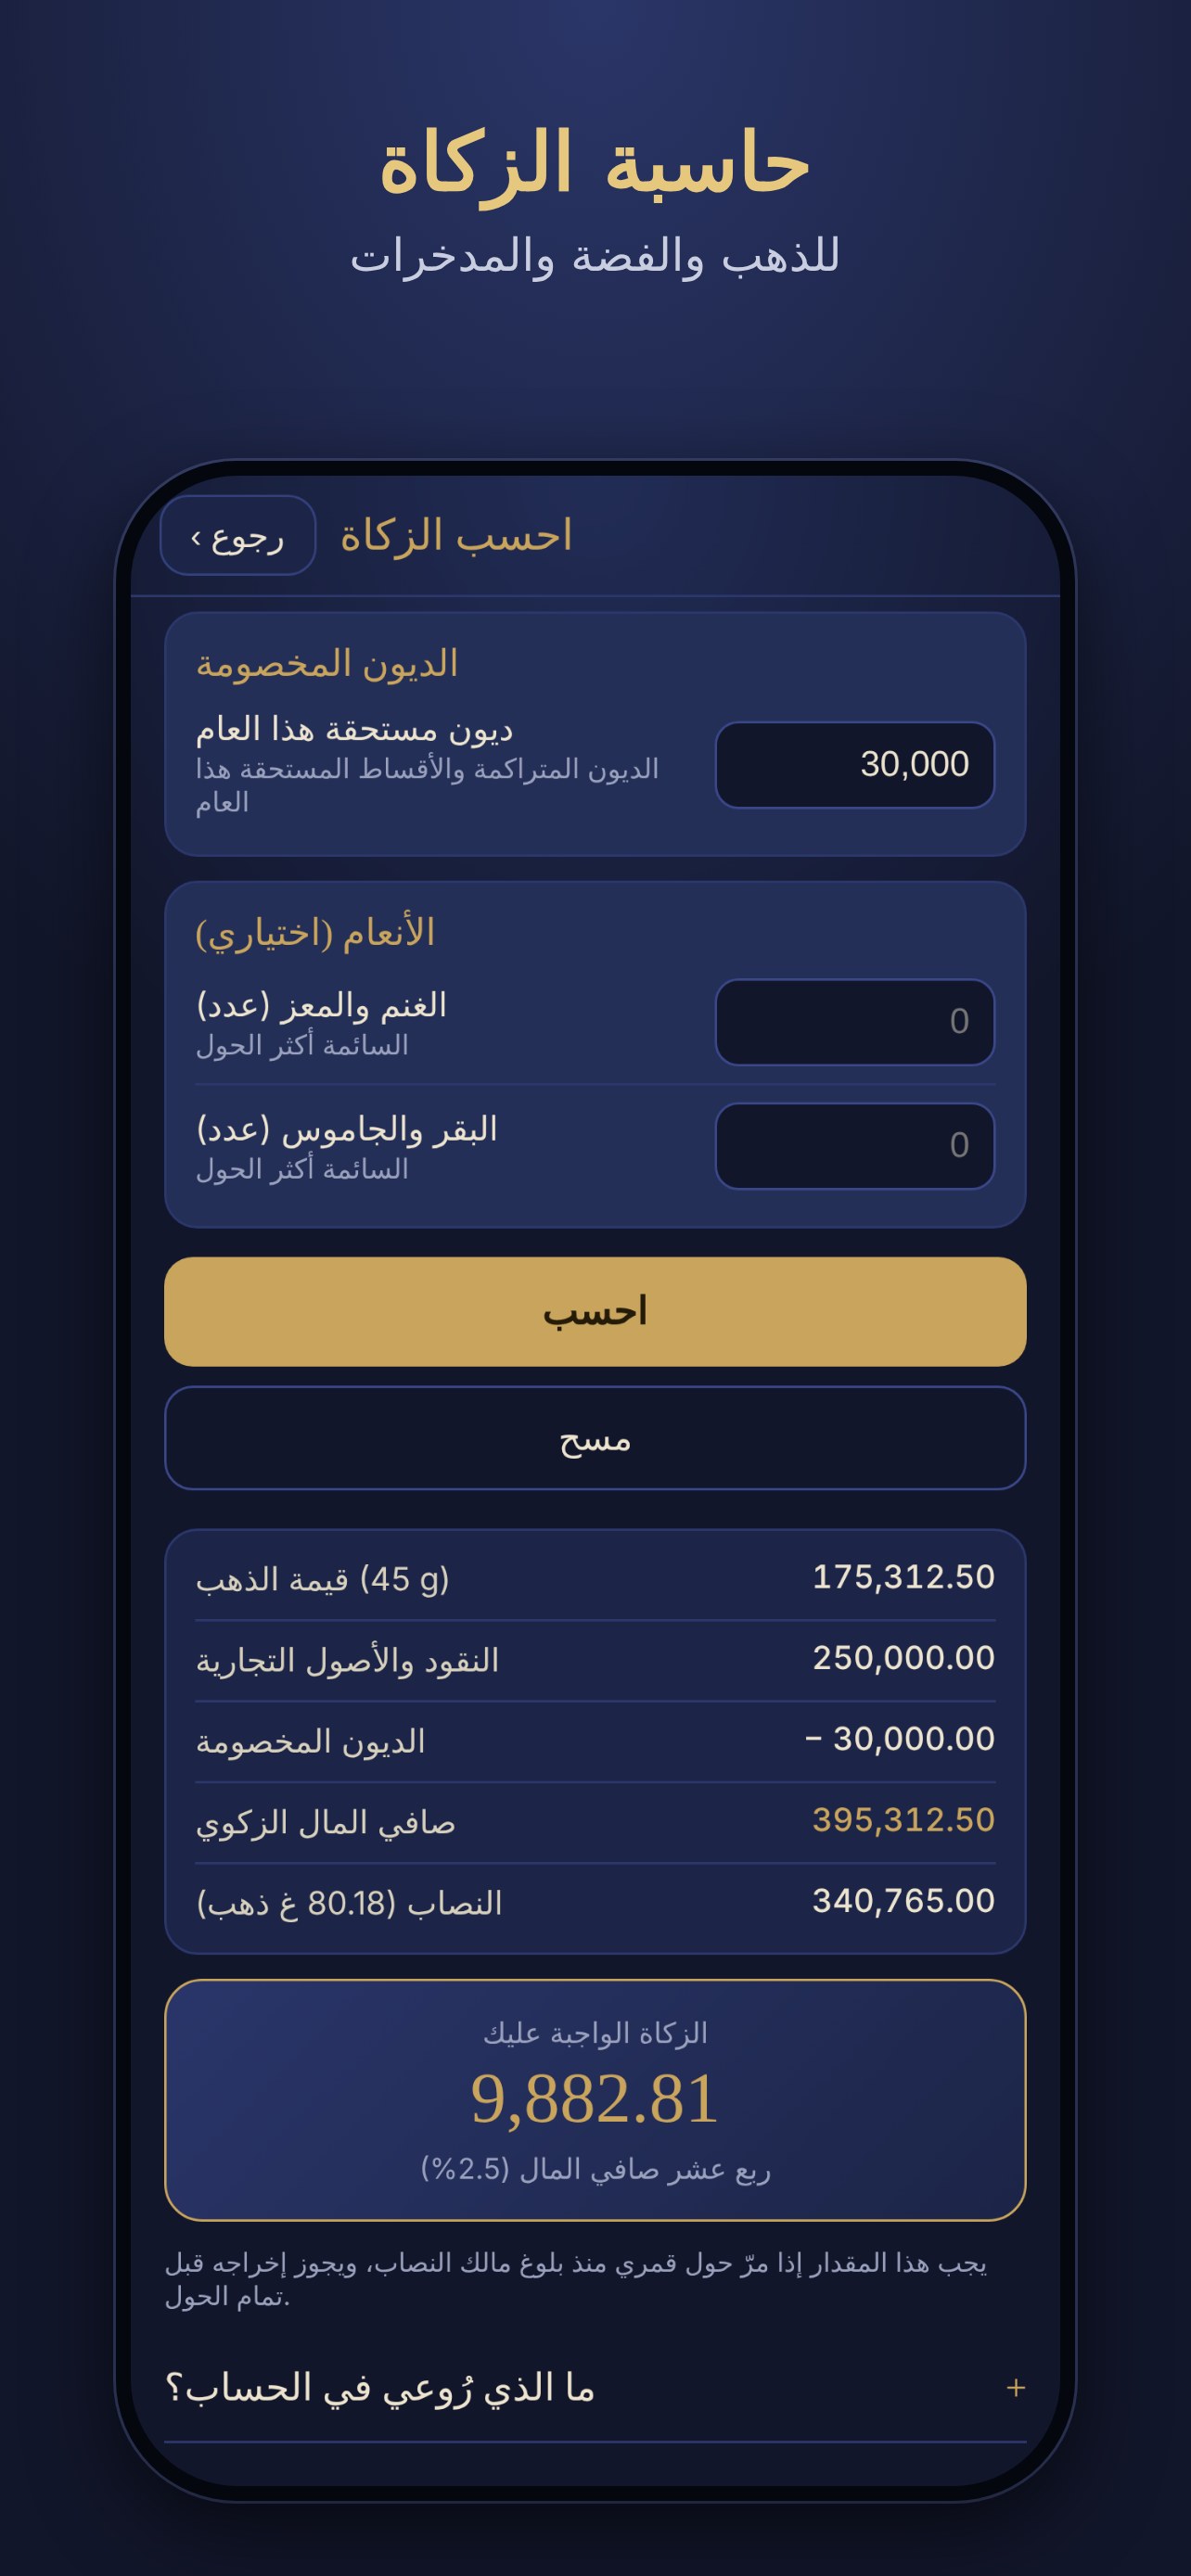 حاسبة الزكاة
للذهب والفضة والمدخرات
رجوع ›
احسب الزكاة
الديون المخصومة
ديون مستحقة هذا العام
الديون المتراكمة والأقساط المستحقة هذا
العام
30,000
الأنعام (اختياري)
الغنم والمعز (عدد)
السائمة أكثر الحول
0
البقر والجاموس (عدد)
السائمة أكثر الحول
0
احسب
مسح
قيمة الذهب (45 g)
175,312.50
النقود والأصول التجارية
250,000.00
الديون المخصومة
− 30,000.00
صافي المال الزكوي
395,312.50
النصاب (80.18 غ ذهب)
340,765.00
الزكاة الواجبة عليك
9,882.81
ربع عشر صافي المال (2.5%)
يجب هذا المقدار إذا مرّ حول قمري منذ بلوغ مالك النصاب، ويجوز إخراجه قبل
تمام الحول.
ما الذي رُوعي في الحساب؟
+